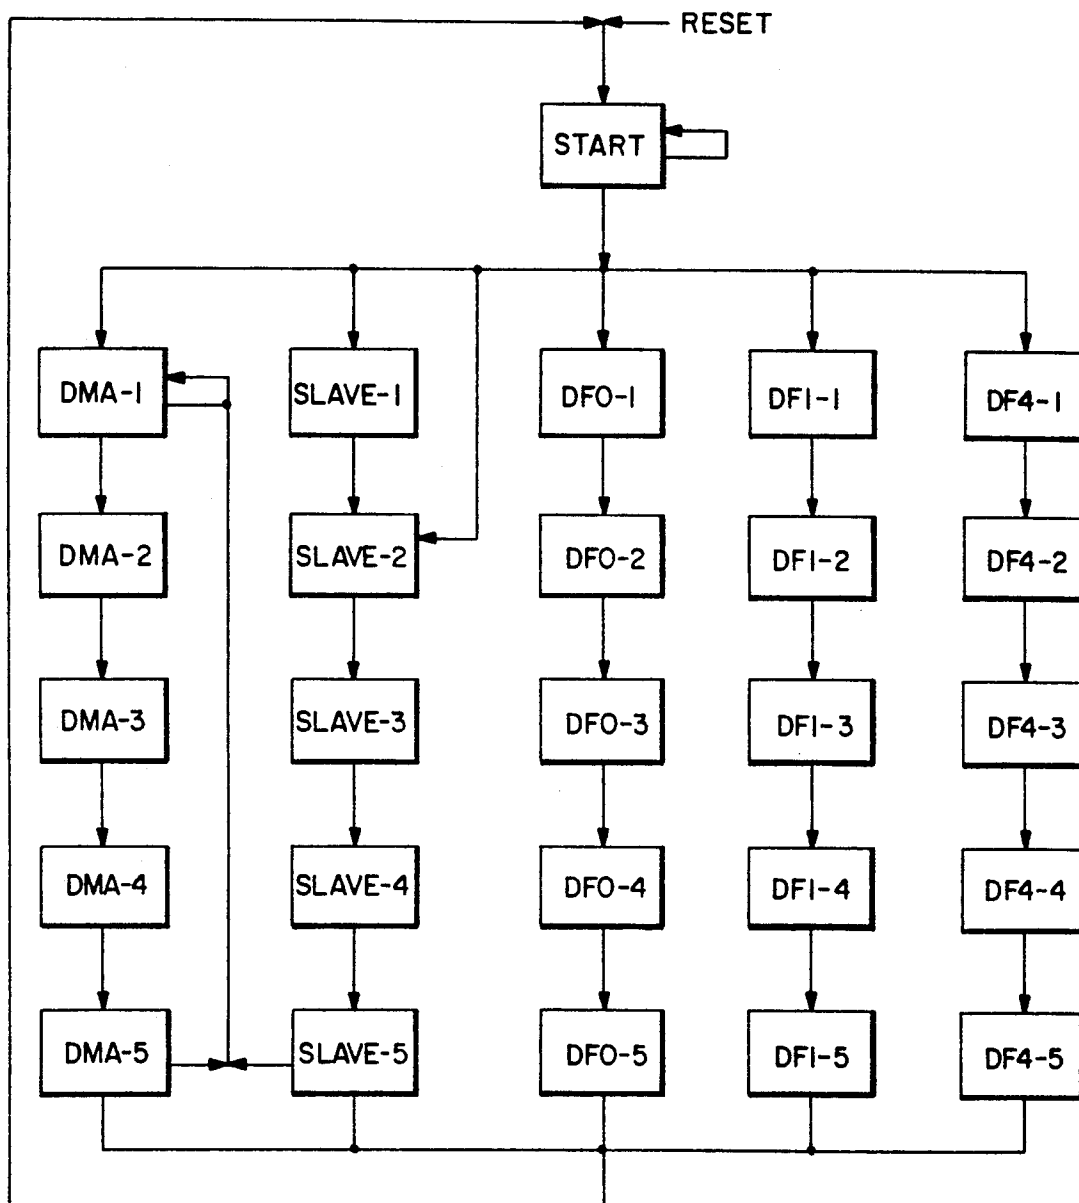 RESET
START
DMA-1 SLAVE-1 DFO-1 DF1-1 DF4-1
DMA-2 SLAVE-2 DFO-2 DF1-2 DF4-2
DMA-3 SLAVE-3 DFO-3 DF1-3 DF4-3
DMA-4 SLAVE-4 DFO-4 DF1-4 DF4-4
DMA-5 SLAVE-5 DFO-5 DF1-5 DF4-5